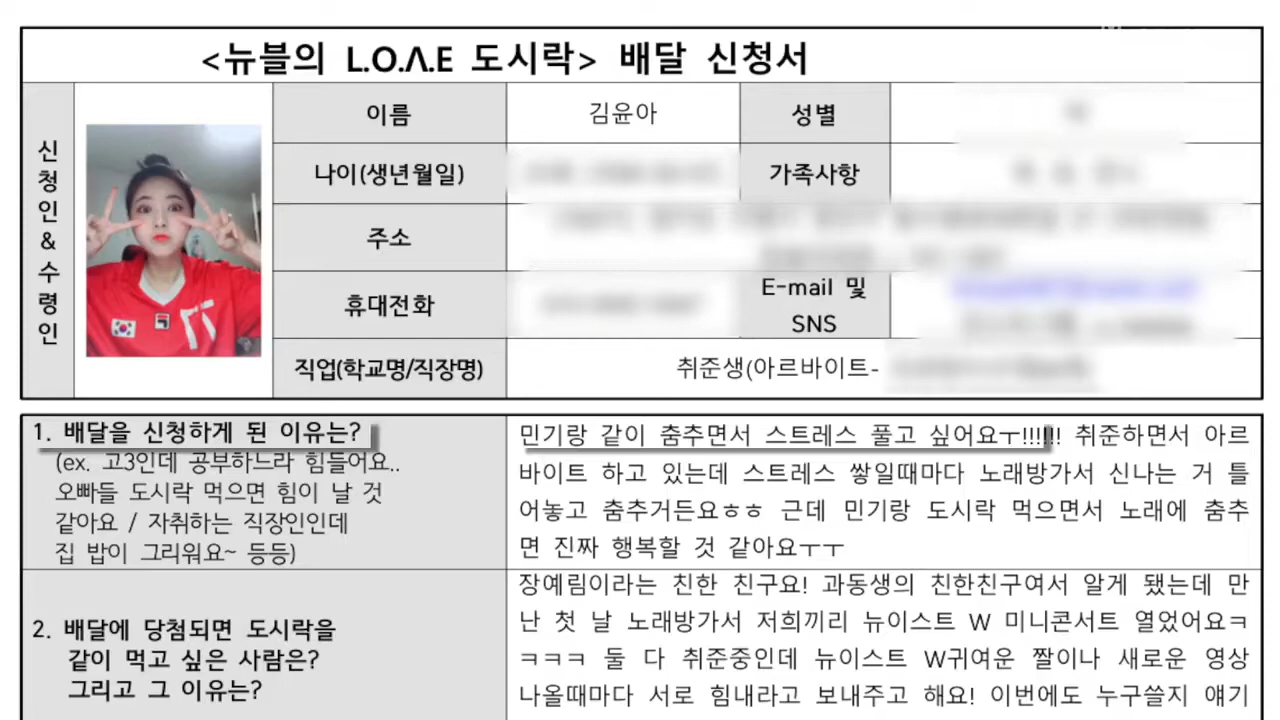 <뉴블의 L.O.Λ.E 도시락> 배달 신청서
신청인&수령인
이름
김윤아
성별
나이(생년월일)
가족사항
주소
휴대전화
E-mail 및
SNS
직업(학교명/직장명)
취준생(아르바이트-
1. 배달을 신청하게 된 이유는?
(ex. 고3인데 공부하느라 힘들어요..
오빠들 도시락 먹으면 힘이 날 것
같아요 / 자취하는 직장인인데
집 밥이 그리워요~ 등등)
민기랑 같이 춤추면서 스트레스 풀고 싶어요ㅜ!!!!!! 취준하면서 아르
바이트 하고 있는데 스트레스 쌓일때마다 노래방가서 신나는 거 틀
어놓고 춤추거든요ㅎㅎ 근데 민기랑 도시락 먹으면서 노래에 춤추
면 진짜 행복할 것 같아요ㅜㅜ
2. 배달에 당첨되면 도시락을
같이 먹고 싶은 사람은?
그리고 그 이유는?
장예림이라는 친한 친구요! 과동생의 친한친구여서 알게 됐는데 만
난 첫 날 노래방가서 저희끼리 뉴이스트 W 미니콘서트 열었어요ㅋ
ㅋㅋㅋ 둘 다 취준중인데 뉴이스트 W귀여운 짤이나 새로운 영상
나올때마다 서로 힘내라고 보내주고 해요! 이번에도 누구쓸지 얘기